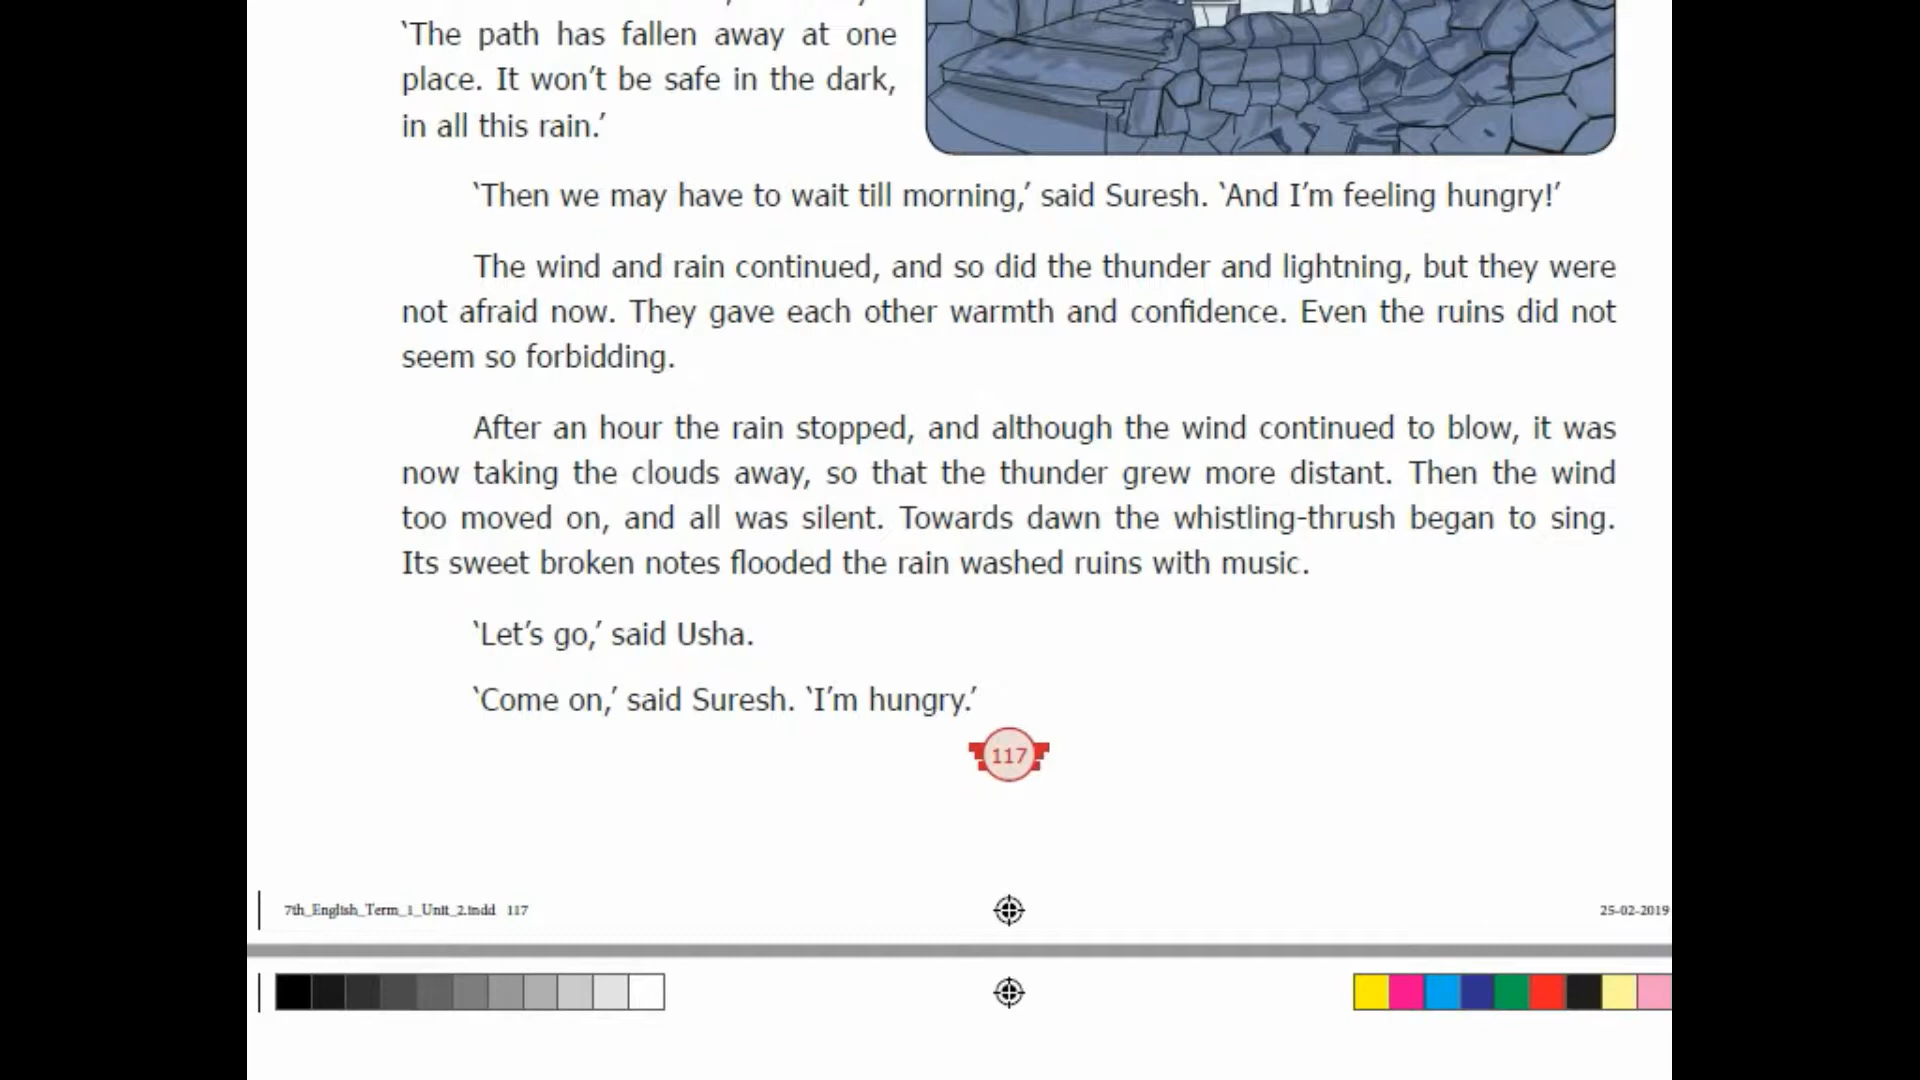 ‘The path has fallen away at one
place. It won’t be safe in the dark,
in all this rain.’
‘Then we may have to wait till morning,’ said Suresh. ‘And I’m feeling hungry!’
The wind and rain continued, and so did the thunder and lightning, but they were
not afraid now. They gave each other warmth and confidence. Even the ruins did not
seem so forbidding.
After an hour the rain stopped, and although the wind continued to blow, it was
now taking the clouds away, so that the thunder grew more distant. Then the wind
too moved on, and all was silent. Towards dawn the whistling-thrush began to sing.
Its sweet broken notes flooded the rain washed ruins with music.
‘Let’s go,’ said Usha.
‘Come on,’ said Suresh. ‘I’m hungry.’
117
7th_English_Term_1_Unit_2.indd 117
25-02-2019